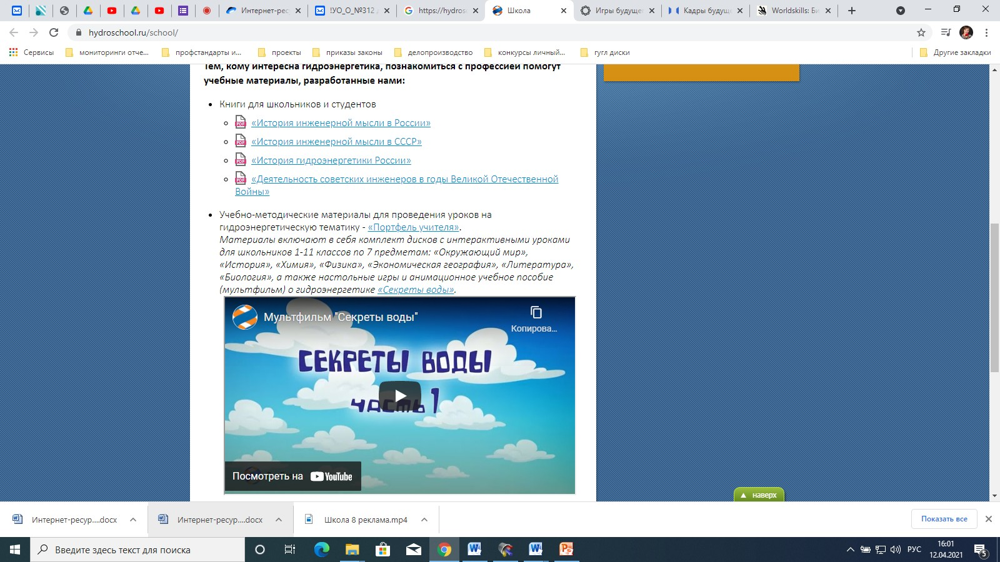 Интернет-рес
!УО_О_№312 д
https://hydros
Школа
Игры будущег
Кадры будущ
Worldskills: Би
hydroschool.ru/school/
Сервисы
мониторинги отче...
профстандарты и...
проекты
приказы законы
делопроизводство
конкурсы личный...
гугл диски
Другие закладки
Тем, кому интересна гидроэнергетика, познакомиться с профессией помогут
учебные материалы, разработанные нами:
Книги для школьников и студентов
PDF «История инженерной мысли в России»
PDF «История инженерной мысли в СССР»
PDF «История гидроэнергетики России»
PDF «Деятельность советских инженеров в годы Великой Отечественной
Войны»
Учебно-методические материалы для проведения уроков на
гидроэнергетическую тематику - «Портфель учителя».
Материалы включают в себя комплект дисков с интерактивными уроками
для школьников 1-11 классов по 7 предметам: «Окружающий мир»,
«История», «Химия», «Физика», «Экономическая география», «Литература»,
«Биология», а также настольные игры и анимационное учебное пособие
(мультфильм) о гидроэнергетике «Секреты воды».
Мультфильм "Секреты воды"
Копирова...
СЕКРЕТЫ ВОДЫ
часть 1
Посмотреть на YouTube
наверх
Интернет-ресур....docx
Интернет-ресур....docx
Школа 8 реклама.mp4
Показать все
Введите здесь текст для поиска
РУС
16:01
12.04.2021
5